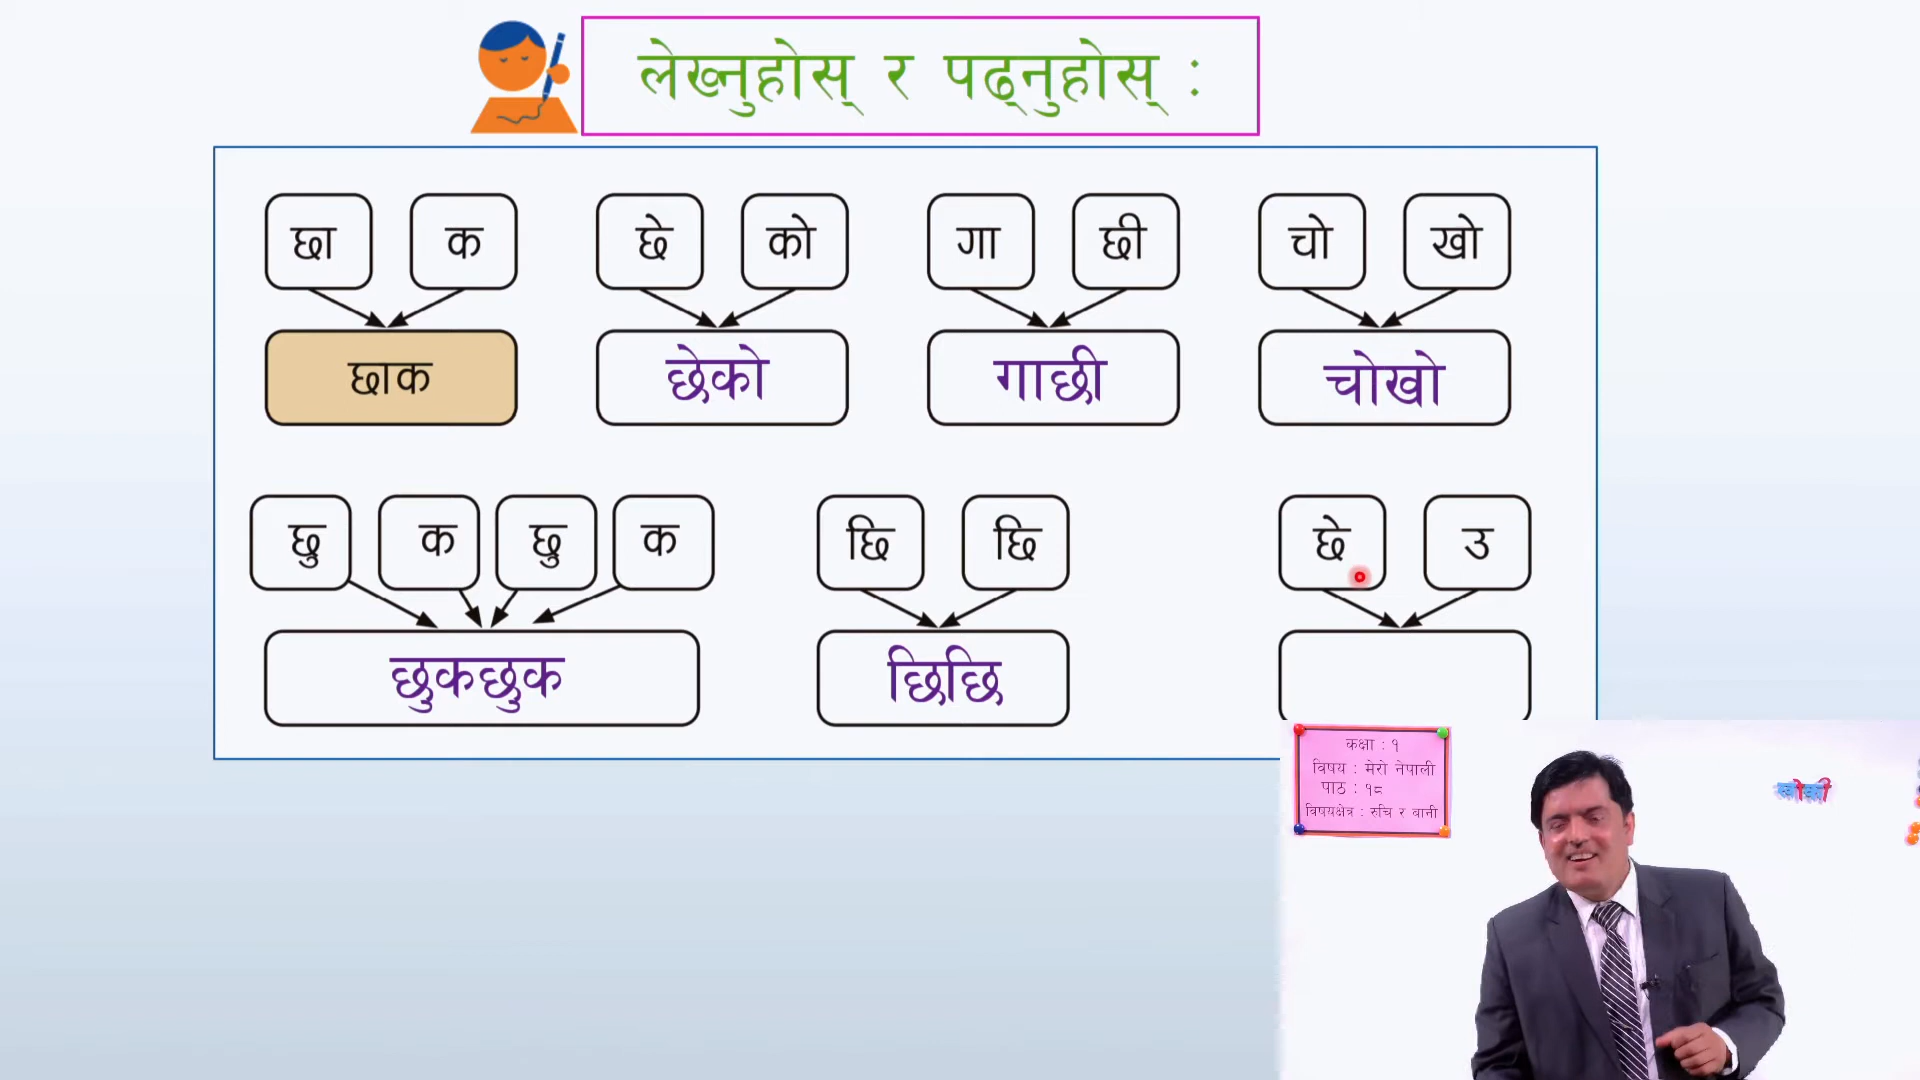 लेख्नुहोस् र पढ्नुहोस् :
छा क छे को गा छी चो खो
छाक छेको गाछी चोखो
छु क छु क छि छि छे उ
छुकछुक छिछि
कक्षा : १
विषय : मेरो नेपाली
पाठ : १८
विषयक्षेत्र : रुचि र बानी